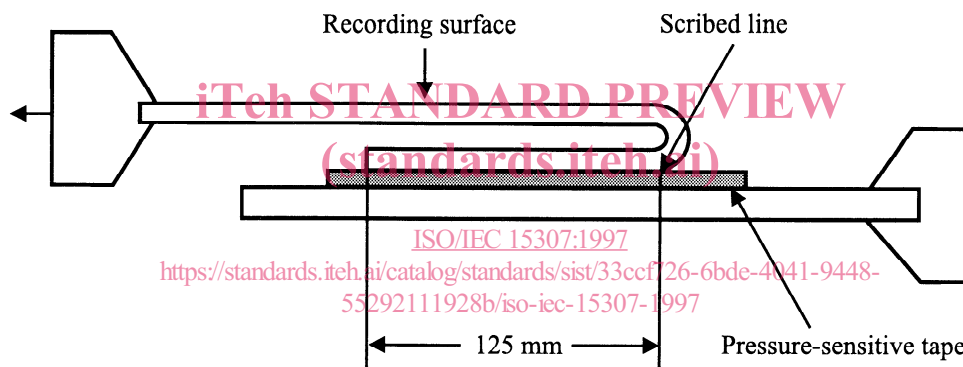 Recording surface
Scribed line
iTeh STANDARD PREVIEW
(standards.iteh.ai)
ISO/IEC 15307:1997
https://standards.iteh.ai/catalog/standards/sist/33ccf726-6bde-4041-9448-
55292111928b/iso-iec-15307-1997
125 mm
Pressure-sensitive tape